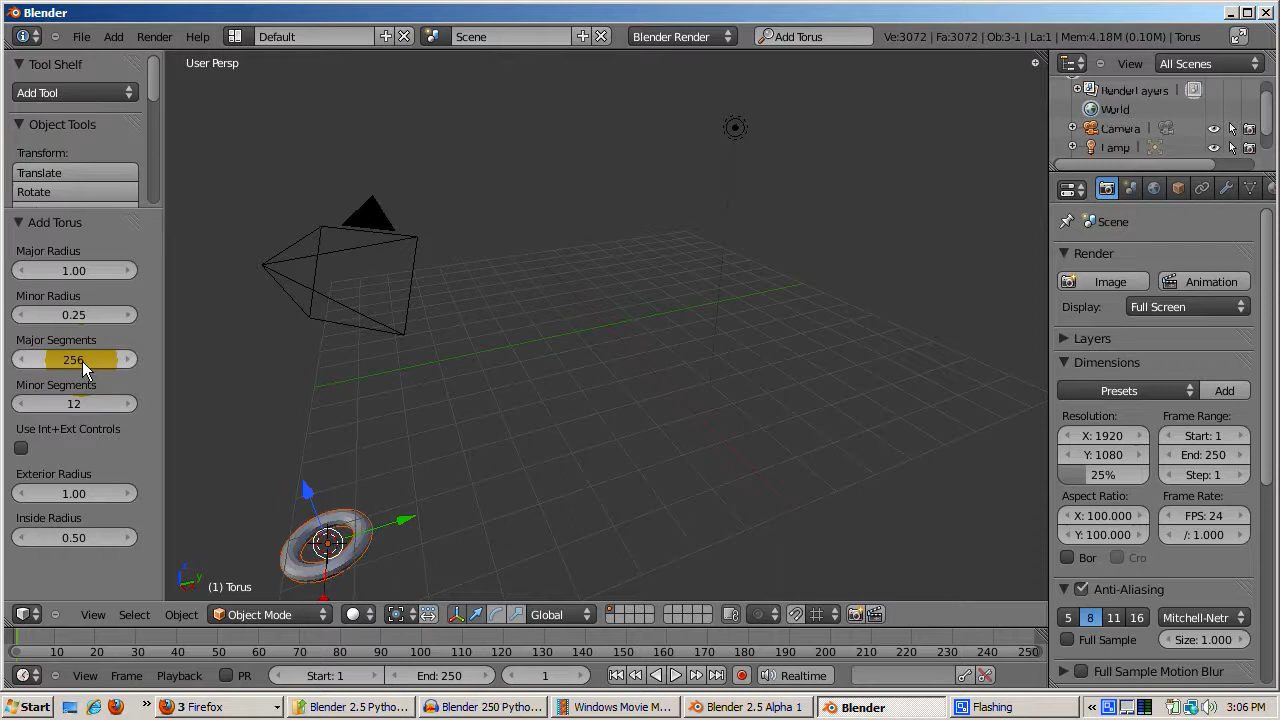 Blender
File Add Render Help Default Scene Blender Render Add Torus Ve:3072 | Fa:3072 | Ob:3-1 | La:1 | Mem:4.18M (0.10M) | Torus
Tool Shelf
Add Tool
Object Tools
Transform:
Translate
Rotate
Add Torus
Major Radius
1.00
Minor Radius
0.25
Major Segments
256
Minor Segments
12
Use Int+Ext Controls
Exterior Radius
1.00
Inside Radius
0.50
User Persp
x
z
y
(1) Torus
View Select Object Object Mode Global
View All Scenes
RenderLayers
World
Camera
Lamp
Scene
Render
Image Animation
Display: Full Screen
Layers
Dimensions
Presets Add
Resolution: Frame Range:
X: 1920 Start: 1
Y: 1080 End: 250
25% Step: 1
Aspect Ratio: Frame Rate:
X: 100.000 FPS: 24
Y: 100.000 /: 1.000
Bor Cro
Anti-Aliasing
5 8 11 16 Mitchell-Netr
Full Sample Size: 1.000
Full Sample Motion Blur
10 20 30 40 50 60 70 80 90 100 110 120 130 140 150 160 170 180 190 200 210 220 230 240 250
View Frame Playback PR Start: 1 End: 250 1 Realtime
Start » 3 Firefox Blender 2.5 Pytho... Blender 250 Pytho... Windows Movie M... Blender 2.5 Alpha 1 Blender Flashing « 3:06 PM